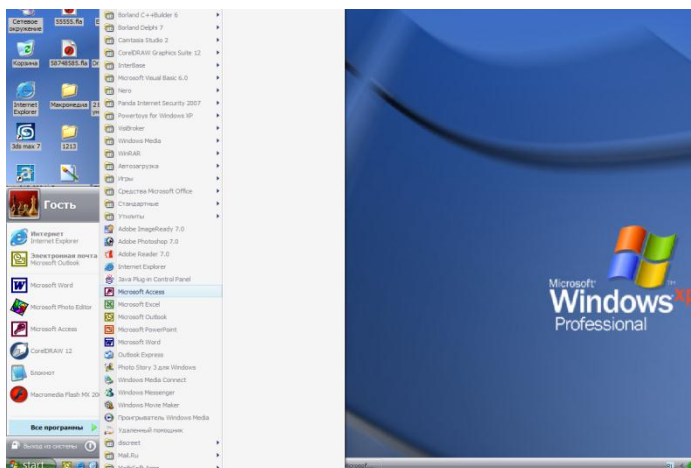 Сетевое
окружение
55555.fla
Корзина
58748585.fla
Internet
Explorer
Макромедиа
3ds max 7
1213
Borland C++Builder 6
Borland Delphi 7
Camtasia Studio 2
CorelDRAW Graphics Suite 12
InterBase
Microsoft Visual Basic 6.0
Nero
Panda Internet Security 2007
Powertoys for Windows XP
VisiBroker
Windows Media
WinRAR
Автозагрузка
Игры
Средства Microsoft Office
Стандартные
Утилиты
Adobe ImageReady 7.0
Adobe Photoshop 7.0
Adobe Reader 7.0
Internet Explorer
Java Plug-in Control Panel
Microsoft Access
Microsoft Excel
Microsoft Outlook
Microsoft PowerPoint
Microsoft Word
Outlook Express
Photo Story 3 для Windows
Windows Media Connect
Windows Messenger
Windows Movie Maker
Проигрыватель Windows Media
Удаленный помощник
discreet
Mail.Ru
Гость
Интернет
Internet Explorer
Электронная почта
Microsoft Outlook
Microsoft Word
Microsoft Photo Editor
Microsoft Access
CorelDRAW 12
Блокнот
Macromedia Flash MX 20
Все программы
Выход из системы
start
Microsoft
Windows xp
Professional